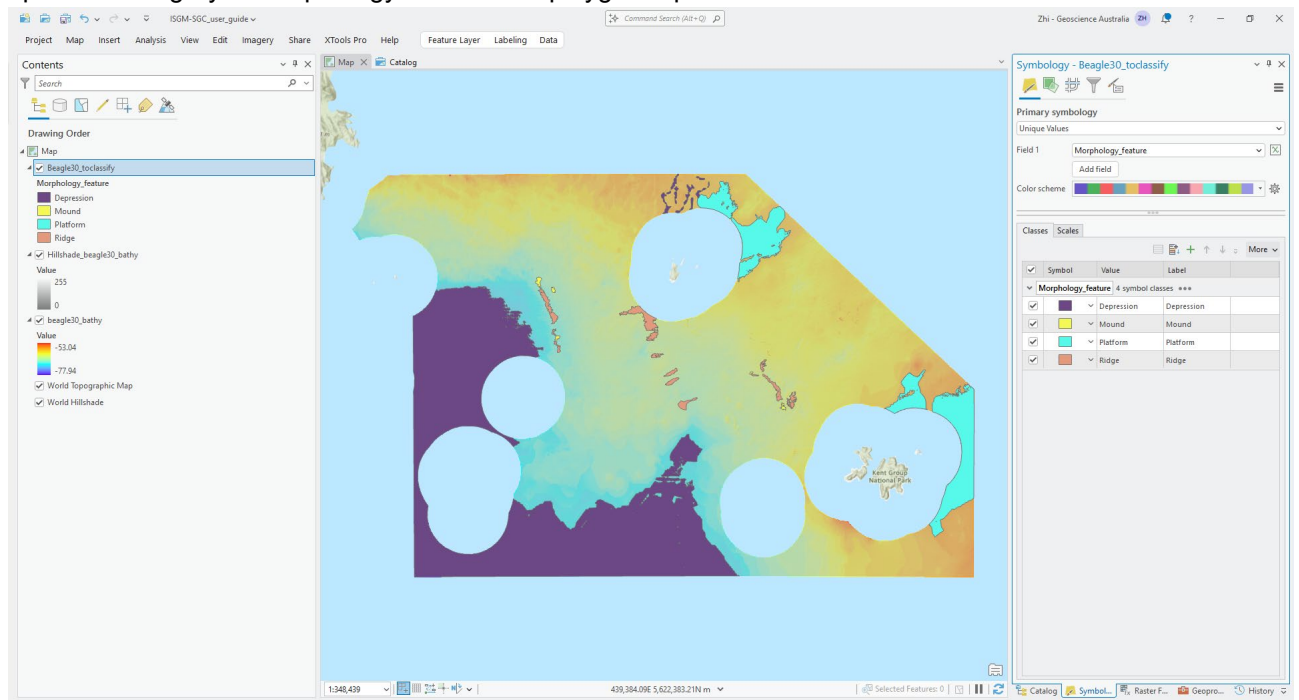 ISGM-SGC_user_guide
Command Search (Alt+Q)
Zhi - Geoscience Australia
ZH
?
Project Map Insert Analysis View Edit Imagery Share XTools Pro Help Feature Layer Labeling Data
Contents
Search
Drawing Order
Map
Beagle30_toclassify
Morphology_feature
Depression
Mound
Platform
Ridge
Hillshade_beagle30_bathy
Value
255
0
beagle30_bathy
Value
-53.04
-77.94
World Topographic Map
World Hillshade
Map
Catalog
Kent Group
National Park
1:348,439
439,384.09E 5,622,383.21N m
Selected Features: 0
Symbology - Beagle30_toclassify
Primary symbology
Unique Values
Field 1 Morphology_feature
Add field
Color scheme
Classes Scales
More
Symbol Value Label
Morphology_feature 4 symbol classes
Depression Depression
Mound Mound
Platform Platform
Ridge Ridge
Catalog Symbol... Raster F... Geopro... History